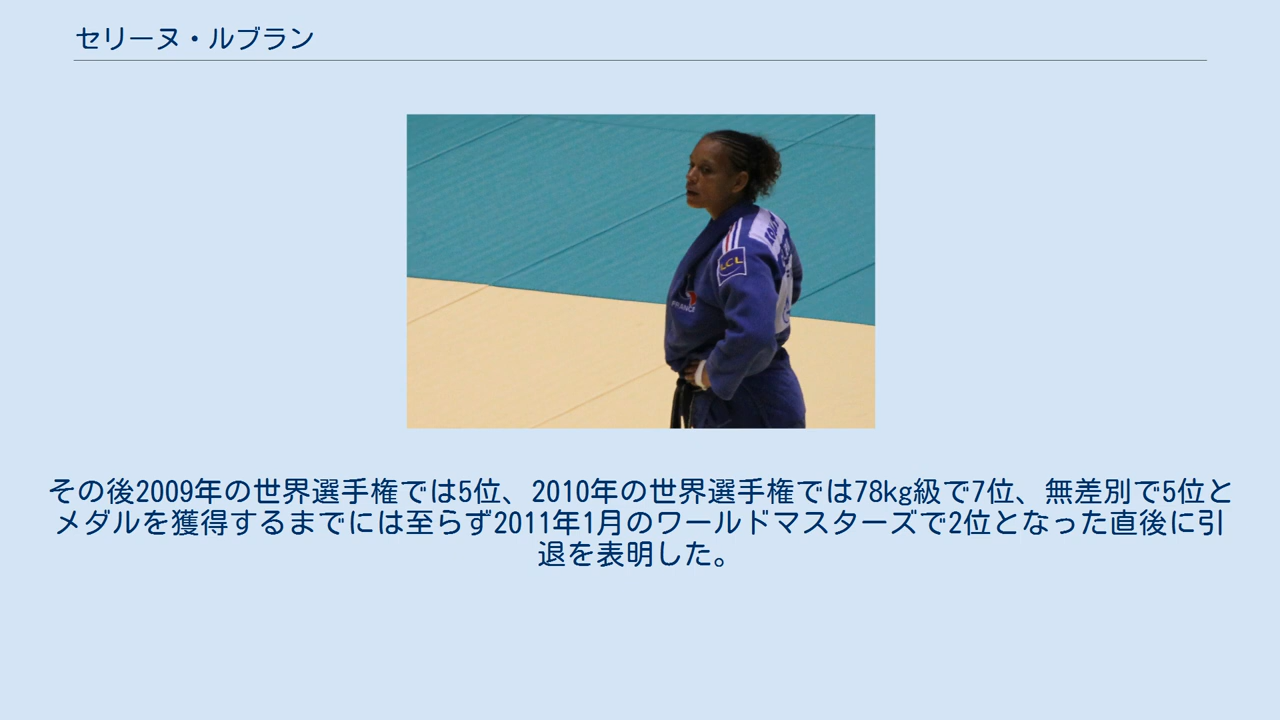 セリーヌ・ルブラン
LCL
FRANCE
その後2009年の世界選手権では5位、2010年の世界選手権では78kg級で7位、無差別で5位と
メダルを獲得するまでには至らず2011年1月のワールドマスターズで2位となった直後に引
退を表明した。